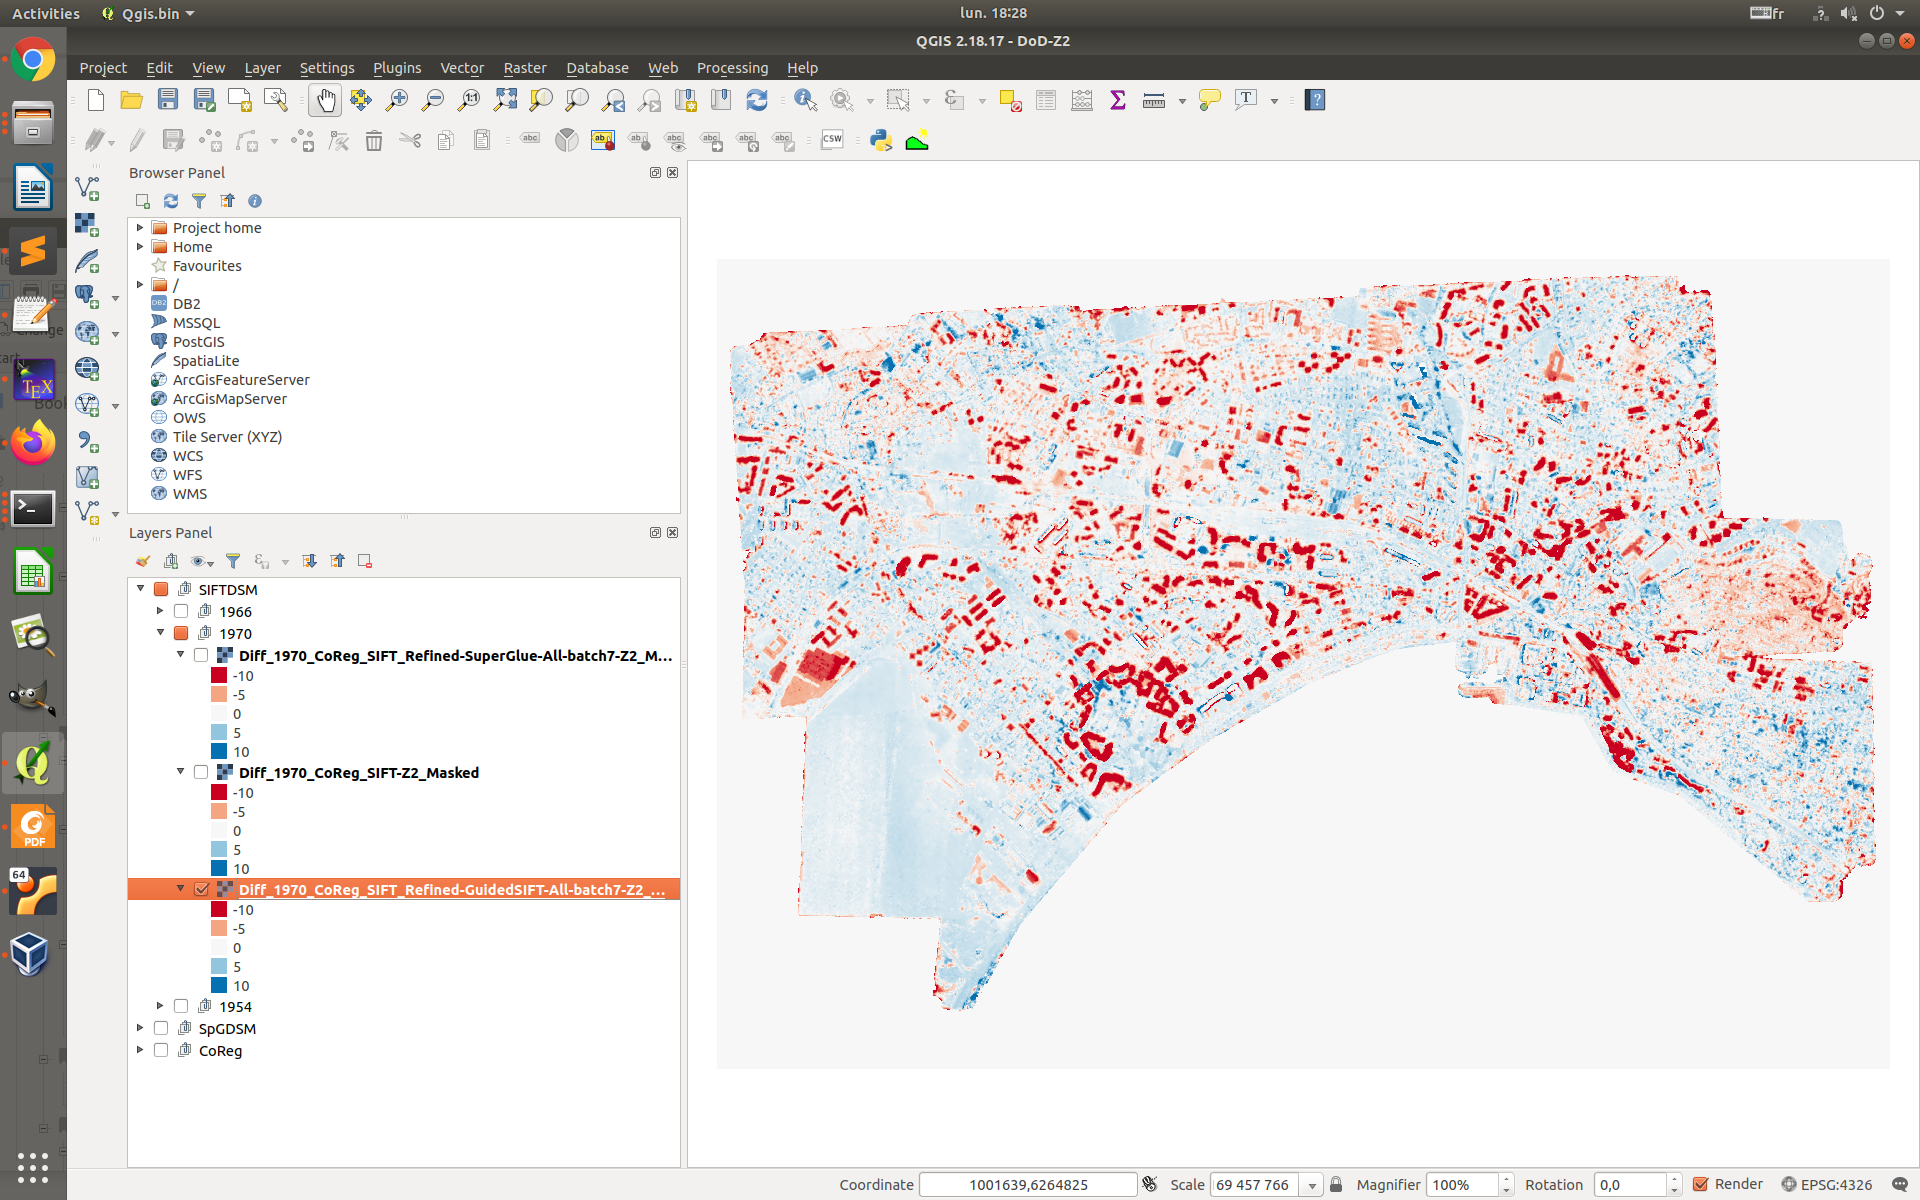 Activities Qgis.bin lun. 18:28 fr
QGIS 2.18.17 - DoD-Z2
Project Edit View Layer Settings Plugins Vector Raster Database Web Processing Help
Browser Panel
Project home
Home
Favourites
/
DB2
MSSQL
PostGIS
SpatiaLite
ArcGisFeatureServer
ArcGisMapServer
OWS
Tile Server (XYZ)
WCS
WFS
WMS
Layers Panel
SIFTDSM
1966
1970
Diff_1970_CoReg_SIFT_Refined-SuperGlue-All-batch7-Z2_M...
-10
-5
0
5
10
Diff_1970_CoReg_SIFT-Z2_Masked
-10
-5
0
5
10
Diff_1970_CoReg_SIFT_Refined-GuidedSIFT-All-batch7-Z2_...
-10
-5
0
5
10
1954
SpGDSM
CoReg
Coordinate 1001639,6264825 Scale 69 457 766 Magnifier 100% Rotation 0,0 Render EPSG:4326